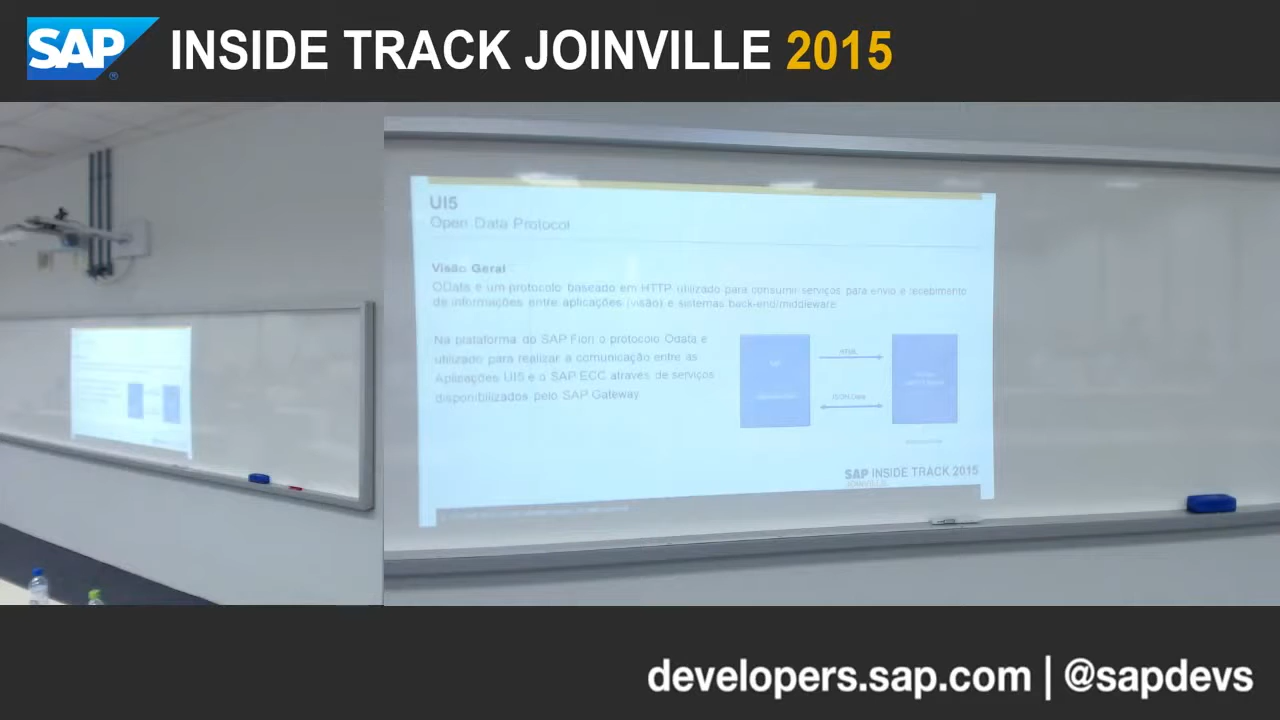 SAP
INSIDE TRACK JOINVILLE 2015
UI5
Open Data Protocol
Visão Geral
OData é um protocolo baseado em HTTP utilizado para consumir serviços para envio e recebimento
de informações entre aplicações (visão) e sistemas back-end/middleware.
Na plataforma do SAP Fiori o protocolo Odata é
utilizado para realizar a comunicação entre as
Aplicações UI5 e o SAP ECC através de serviços
disponibilizados pelo SAP Gateway.
JSON Data
SAP INSIDE TRACK 2015
JOINVILLE
developers.sap.com | @sapdevs